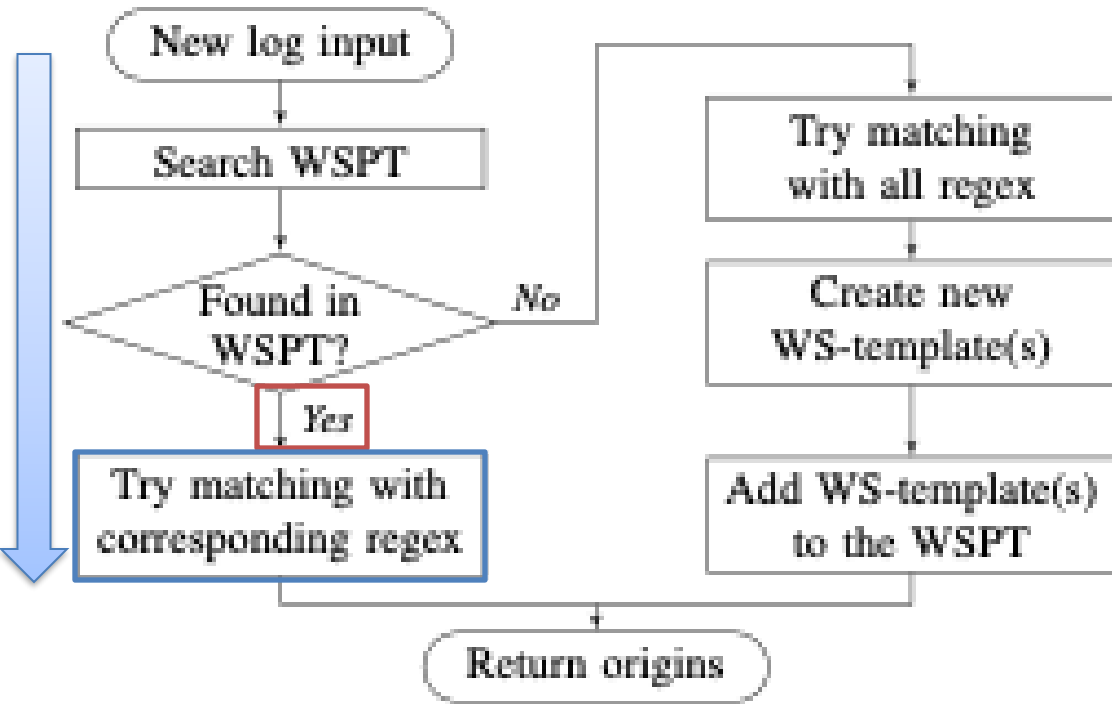 New log input
Search WSPT
Found in
WSPT?
No
Yes
Try matching with
corresponding regex
Try matching
with all regex
Create new
WS-template(s)
Add WS-template(s)
to the WSPT
Return origins